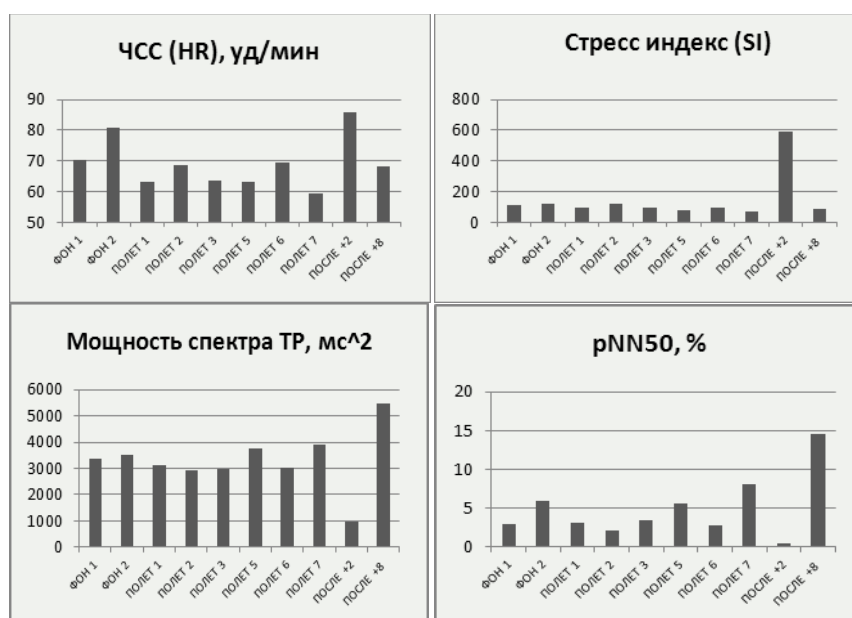 ЧСС (HR), уд/мин
90
80
70
60
50
ФОН 1 ФОН 2 ПОЛЕТ 1 ПОЛЕТ 2 ПОЛЕТ 3 ПОЛЕТ 5 ПОЛЕТ 6 ПОЛЕТ 7 ПОСЛЕ +2 ПОСЛЕ +8
Стресс индекс (SI)
800
600
400
200
0
ФОН 1 ФОН 2 ПОЛЕТ 1 ПОЛЕТ 2 ПОЛЕТ 3 ПОЛЕТ 5 ПОЛЕТ 6 ПОЛЕТ 7 ПОСЛЕ +2 ПОСЛЕ +8
Мощность спектра TP, мс^2
6000
5000
4000
3000
2000
1000
0
ФОН 1 ФОН 2 ПОЛЕТ 1 ПОЛЕТ 2 ПОЛЕТ 3 ПОЛЕТ 5 ПОЛЕТ 6 ПОЛЕТ 7 ПОСЛЕ +2 ПОСЛЕ +8
pNN50, %
20
15
10
5
0
ФОН 1 ФОН 2 ПОЛЕТ 1 ПОЛЕТ 2 ПОЛЕТ 3 ПОЛЕТ 5 ПОЛЕТ 6 ПОЛЕТ 7 ПОСЛЕ +2 ПОСЛЕ +8